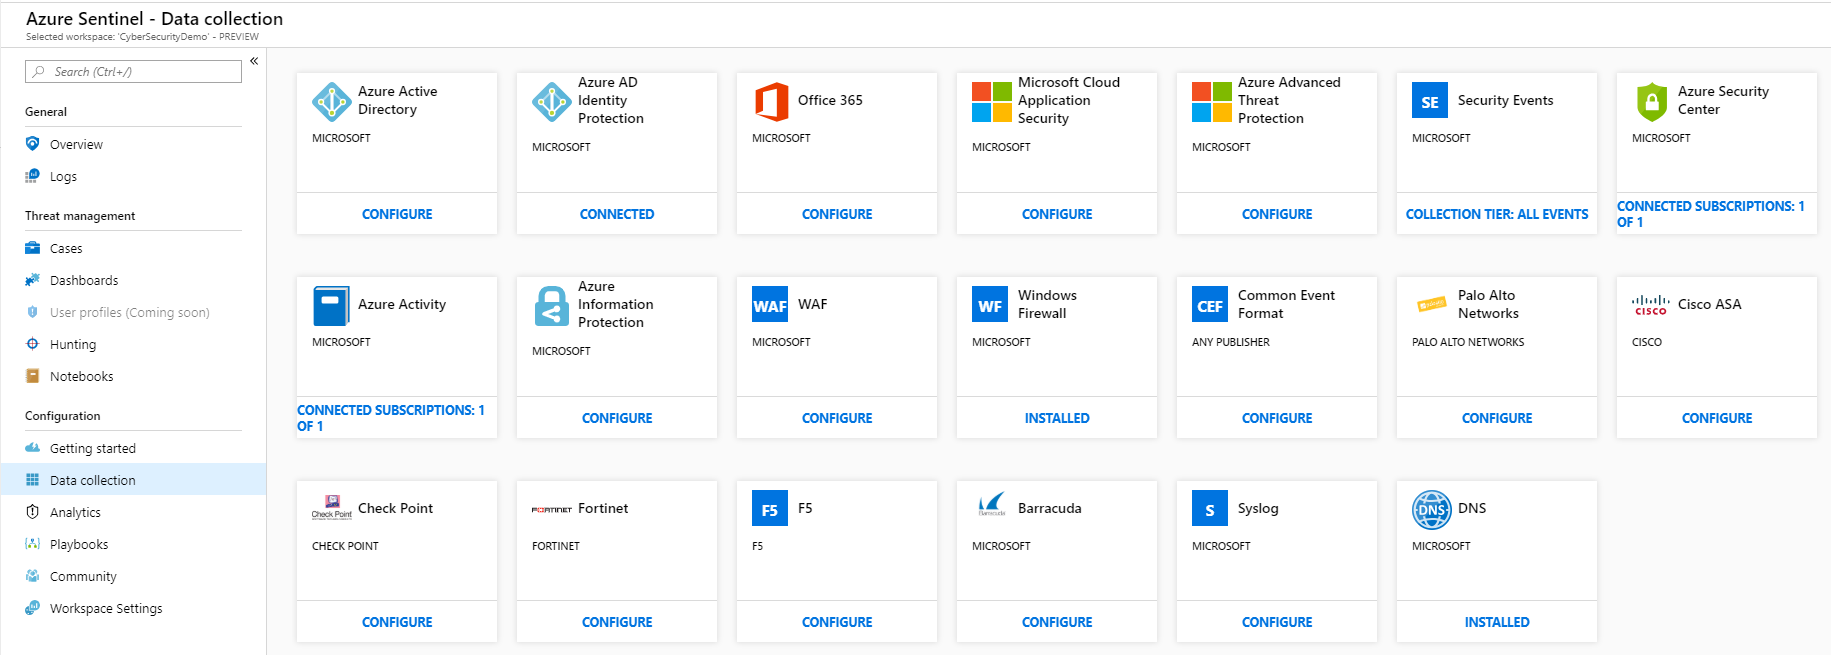 Azure Sentinel - Data collection
Selected workspace: 'CyberSecurityDemo' - PREVIEW
Search (Ctrl+/)
«
General
Overview
Logs
Threat management
Cases
Dashboards
User profiles (Coming soon)
Hunting
Notebooks
Configuration
Getting started
Data collection
Analytics
Playbooks
Community
Workspace Settings
Azure Active
Directory
MICROSOFT
CONFIGURE
Azure AD
Identity
Protection
MICROSOFT
CONNECTED
Office 365
MICROSOFT
CONFIGURE
Microsoft Cloud
Application
Security
MICROSOFT
CONFIGURE
Azure Advanced
Threat
Protection
MICROSOFT
CONFIGURE
SE
Security Events
MICROSOFT
COLLECTION TIER: ALL EVENTS
Azure Security
Center
MICROSOFT
CONNECTED SUBSCRIPTIONS: 1
OF 1
Azure Activity
MICROSOFT
CONNECTED SUBSCRIPTIONS: 1
OF 1
Azure
Information
Protection
MICROSOFT
CONFIGURE
WAF
WAF
MICROSOFT
CONFIGURE
WF
Windows
Firewall
MICROSOFT
INSTALLED
CEF
Common Event
Format
ANY PUBLISHER
CONFIGURE
Palo Alto
Networks
PALO ALTO NETWORKS
CONFIGURE
CISCO
Cisco ASA
CISCO
CONFIGURE
Check Point
Check Point
CHECK POINT
CONFIGURE
FORTINET
Fortinet
FORTINET
CONFIGURE
F5
F5
F5
CONFIGURE
Barracuda
Barracuda
MICROSOFT
CONFIGURE
S
Syslog
MICROSOFT
CONFIGURE
DNS
DNS
MICROSOFT
INSTALLED